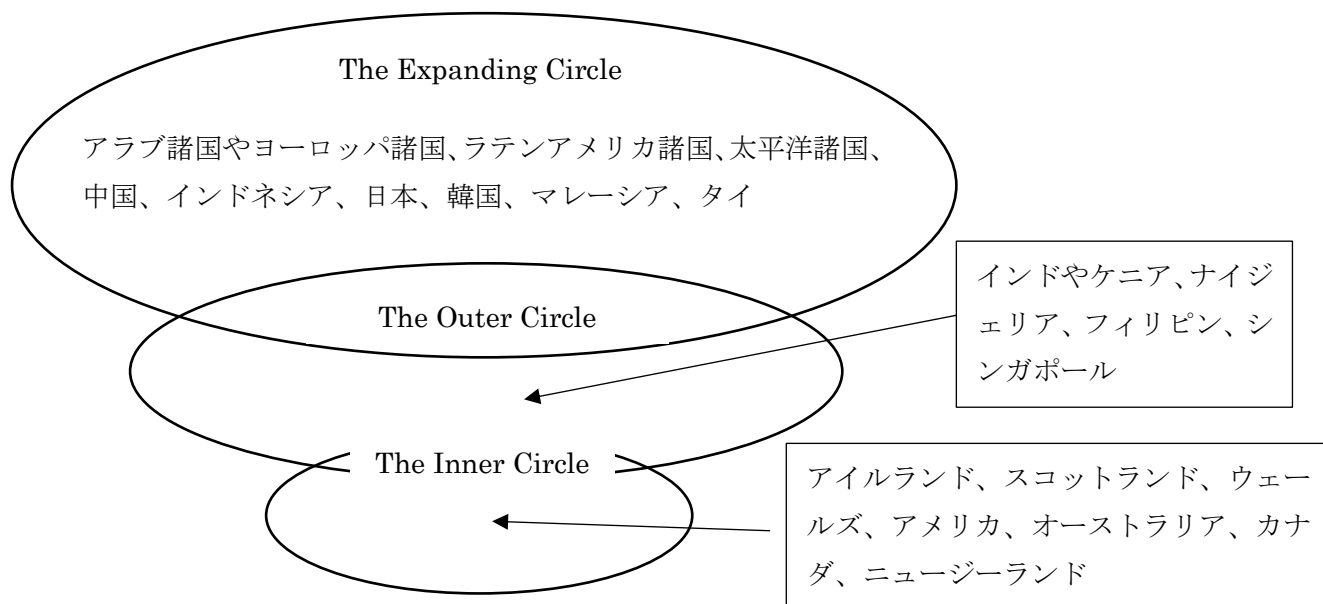 The Expanding Circle
アラブ諸国やヨーロッパ諸国、ラテンアメリカ諸国、太平洋諸国、
中国、インドネシア、日本、韓国、マレーシア、タイ
The Outer Circle
インドやケニア、ナイジ
ェリア、フィリピン、シ
ンガポール
The Inner Circle
アイルランド、スコットランド、ウェー
ルズ、アメリカ、オーストラリア、カナ
ダ、ニュージーランド